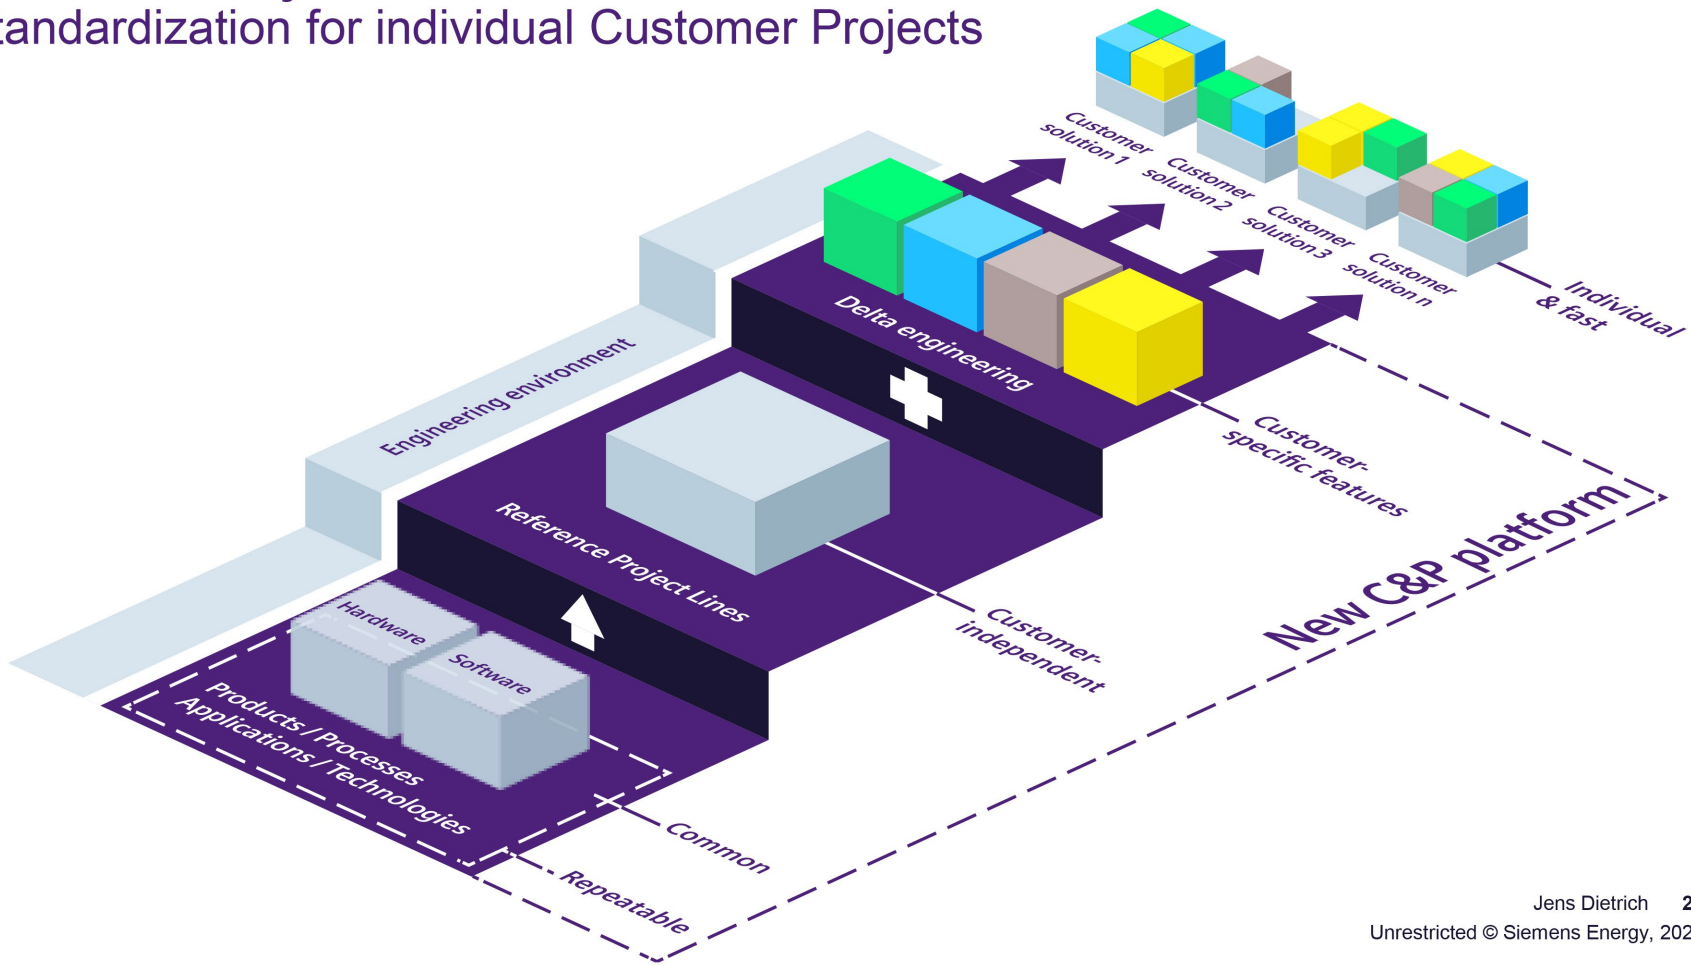 tandardization for individual Customer Projects
Customer
solution 1
Customer
solution 2
Customer
solution 3
Customer
solution n
Individual
& fast
Delta engineering
Engineering environment
Customer-
specific features
Reference Project Lines
New C&P platform
Customer-
independent
Hardware
Software
Products / Processes
Applications / Technologies
Common
Repeatable
Jens Dietrich 2
Unrestricted © Siemens Energy, 202